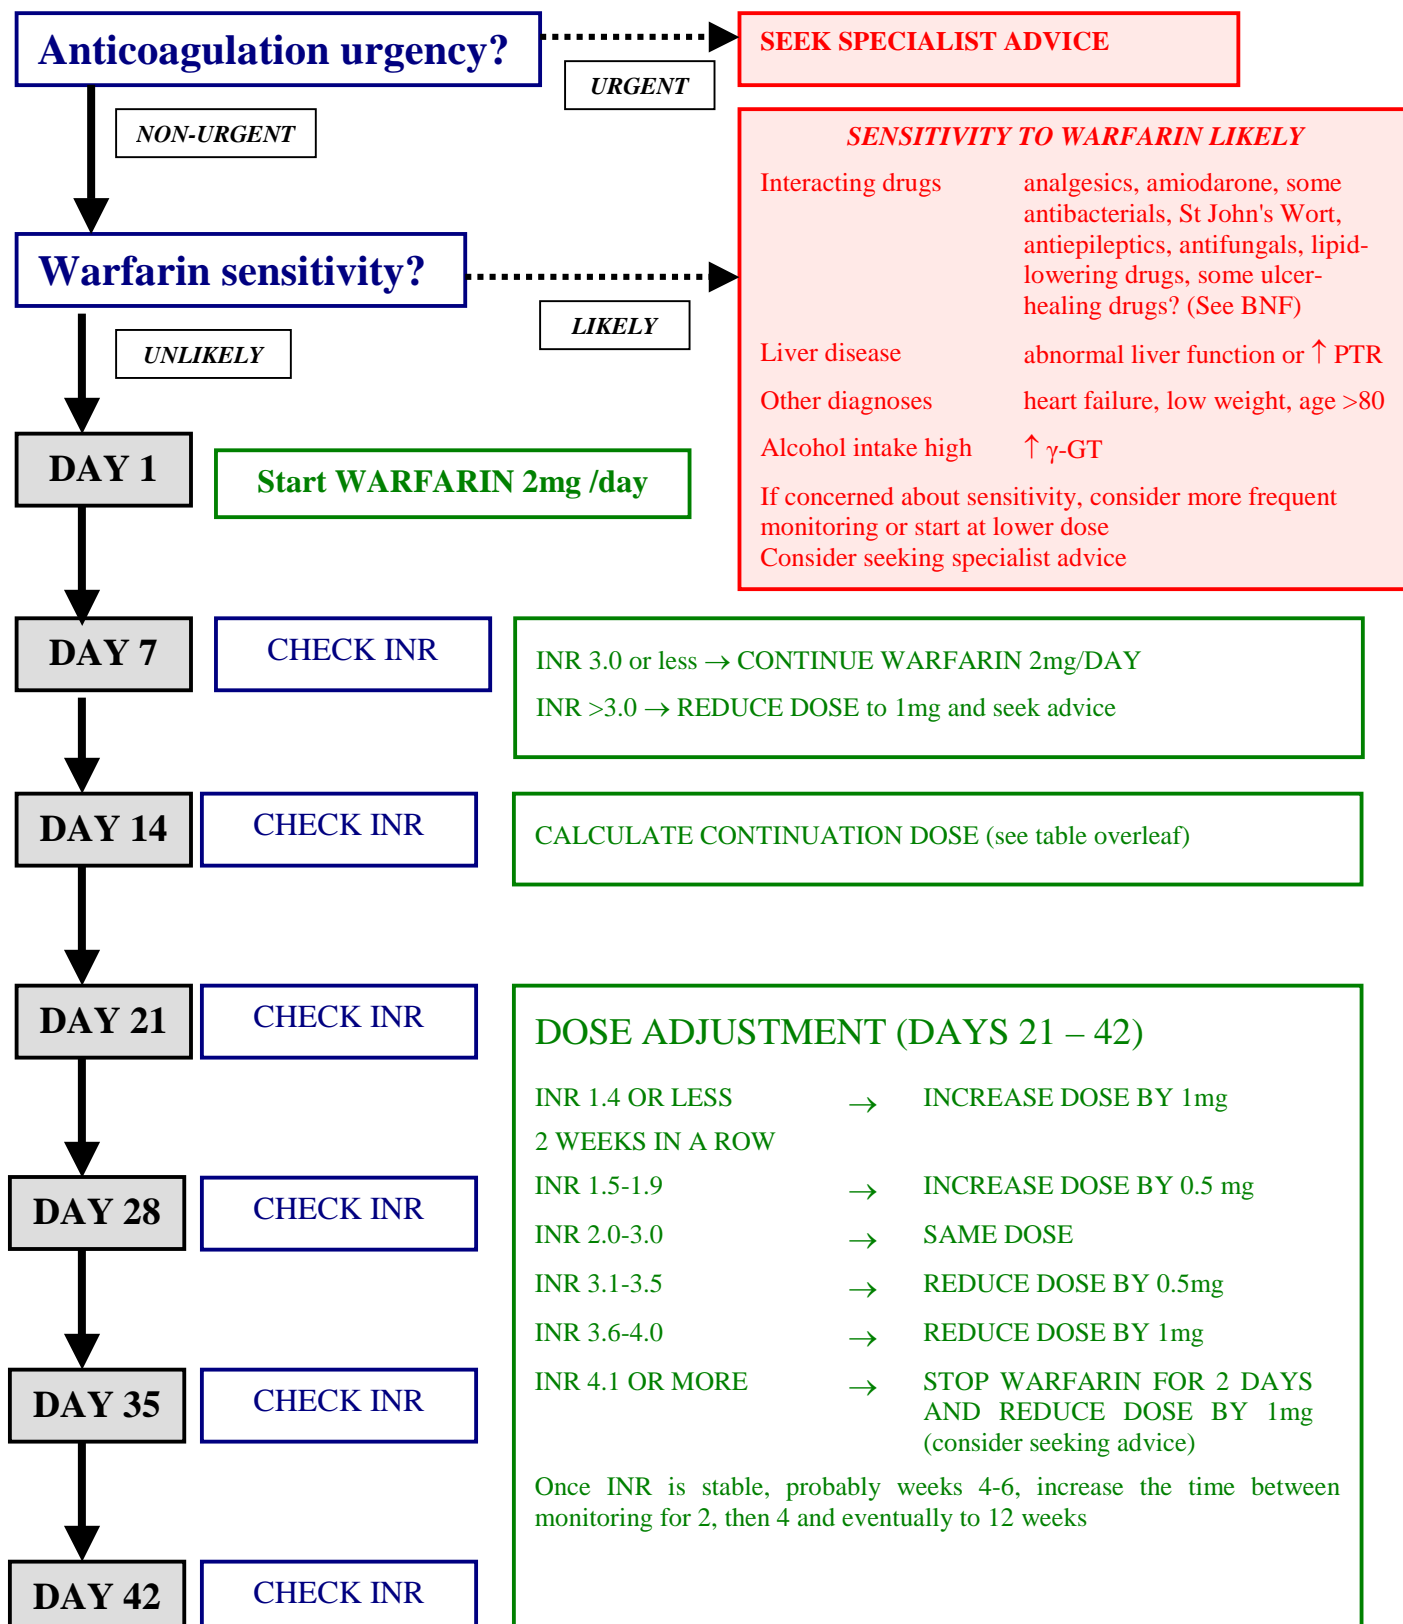 Anticoagulation urgency?
SEEK SPECIALIST ADVICE
URGENT
NON-URGENT
SENSITIVITY TO WARFARIN LIKELY
Interacting drugs analgesics, amiodarone, some
antibacterials, St John's Wort,
antiepileptics, antifungals, lipid-
lowering drugs, some ulcer-
healing drugs? (See BNF)
Liver disease abnormal liver function or ↑ PTR
Other diagnoses heart failure, low weight, age >80
Alcohol intake high ↑ γ-GT
If concerned about sensitivity, consider more frequent
monitoring or start at lower dose
Consider seeking specialist advice
Warfarin sensitivity?
LIKELY
UNLIKELY
DAY 1
Start WARFARIN 2mg /day
DAY 7
CHECK INR
INR 3.0 or less → CONTINUE WARFARIN 2mg/DAY
INR >3.0 → REDUCE DOSE to 1mg and seek advice
DAY 14
CHECK INR
CALCULATE CONTINUATION DOSE (see table overleaf)
DAY 21
CHECK INR
DOSE ADJUSTMENT (DAYS 21 – 42)
INR 1.4 OR LESS → INCREASE DOSE BY 1mg
2 WEEKS IN A ROW
INR 1.5-1.9 → INCREASE DOSE BY 0.5 mg
INR 2.0-3.0 → SAME DOSE
INR 3.1-3.5 → REDUCE DOSE BY 0.5mg
INR 3.6-4.0 → REDUCE DOSE BY 1mg
INR 4.1 OR MORE → STOP WARFARIN FOR 2 DAYS
AND REDUCE DOSE BY 1mg
(consider seeking advice)
Once INR is stable, probably weeks 4-6, increase the time between
monitoring for 2, then 4 and eventually to 12 weeks
DAY 28
CHECK INR
DAY 35
CHECK INR
DAY 42
CHECK INR